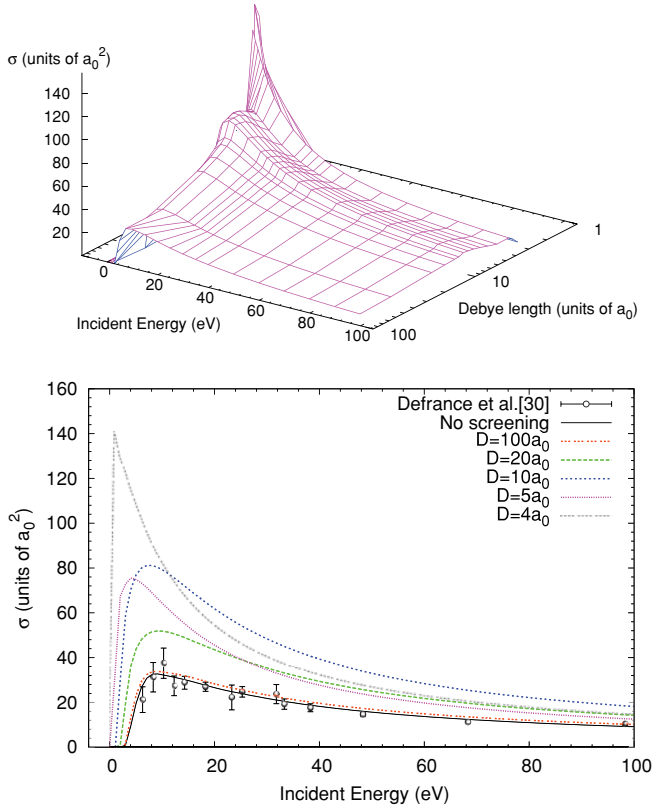 σ (units of a0^2)
140
120
100
80
60
40
20
0
20
40
60
80
100
Incident Energy (eV)
1
10
100
Debye length (units of a0)
160
140
120
100
80
60
40
20
0
σ (units of a0^2)
Defrance et al.[30]
No screening
D=100a0
D=20a0
D=10a0
D=5a0
D=4a0
0
20
40
60
80
100
Incident Energy (eV)